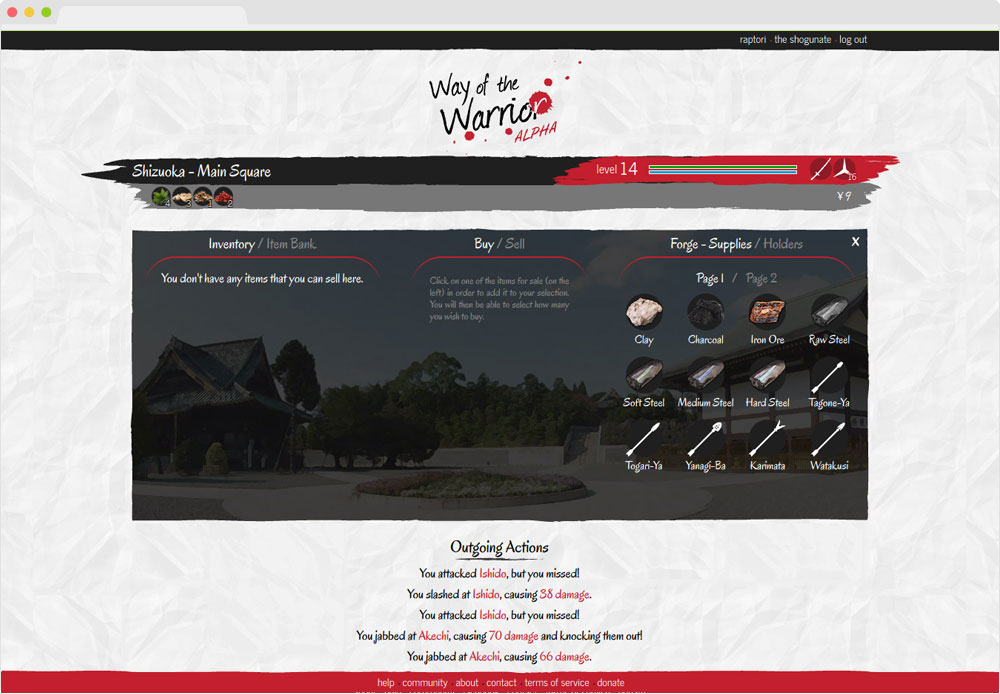 raptori · the shogunate · log out
Way of the
Warrior
ALPHA
Shizuoka - Main Square
level 14
16
4 3 1 2
¥ 9
Inventory / Item Bank
Buy / Sell
Forge - Supplies / Holders
X
You don't have any items that you can sell here.
Click on one of the items for sale (on the
left) in order to add it to your selection.
You will then be able to select how many
you wish to buy.
Page 1 / Page 2
Clay Charcoal Iron Ore Raw Steel
Soft Steel Medium Steel Hard Steel Tagone-Ya
Togari-Ya Yanagi-Ba Karimata Watakusi
Outgoing Actions
You attacked Ishido, but you missed!
You slashed at Ishido, causing 38 damage.
You attacked Ishido, but you missed!
You jabbed at Akechi, causing 70 damage and knocking them out!
You jabbed at Akechi, causing 66 damage.
help · community · about · contact · terms of service · donate